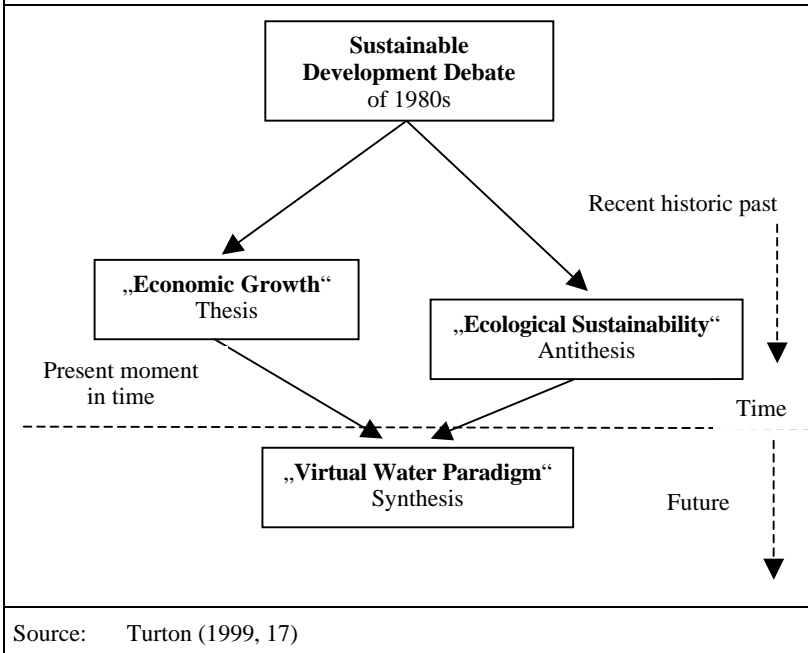 Sustainable
Development Debate
of 1980s
Recent historic past
„Economic Growth“
Thesis
„Ecological Sustainability“
Antithesis
Present moment
in time
Time
„Virtual Water Paradigm“
Synthesis
Future
Source: Turton (1999, 17)